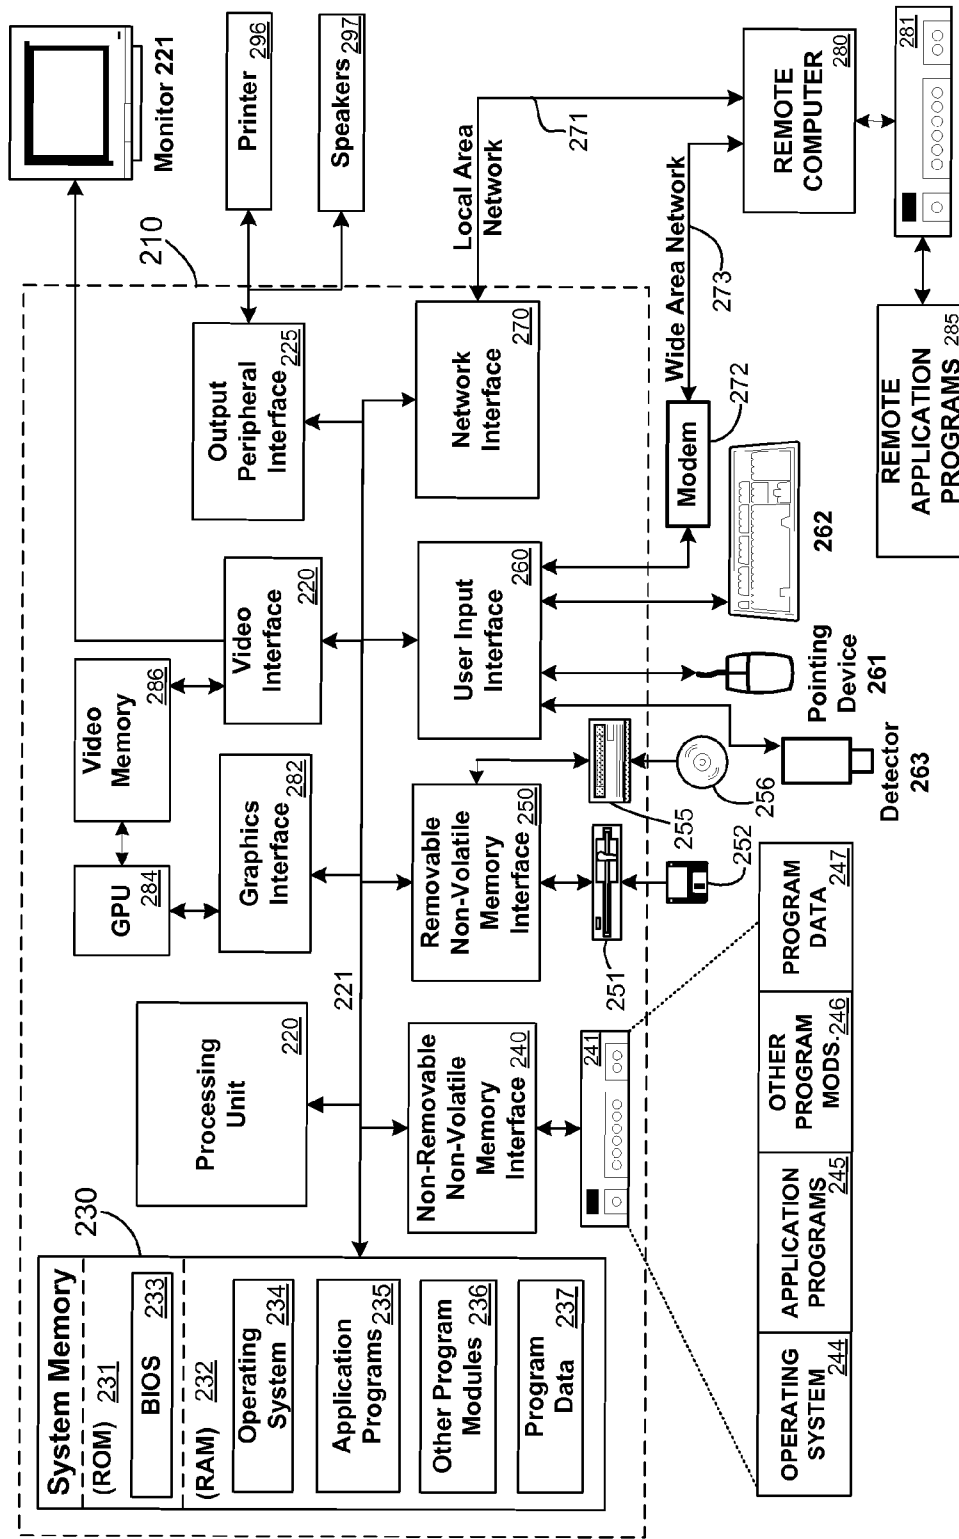 System Memory
230
(ROM) 231
BIOS 233
(RAM) 232
Operating
System 234
Application
Programs 235
Other Program
Modules 236
Program
Data 237
Processing
Unit
220
221
GPU
284
Video
Memory
286
Graphics
Interface
282
Video
Interface
220
Output
Peripheral
Interface
225
210
Monitor 221
Printer
296
Speakers
297
Non-Removable
Non-Volatile
Memory
Interface 240
Removable
Non-Volatile
Memory
Interface 250
User Input
Interface
260
Network
Interface
270
Local Area
Network
271
241
251
252
255
256
Detector
263
Pointing
Device
261
262
Modem
272
Wide Area Network
273
REMOTE
COMPUTER
280
281
REMOTE
APPLICATION
PROGRAMS 285
OPERATING
SYSTEM 244
APPLICATION
PROGRAMS 245
OTHER
PROGRAM
MODS. 246
PROGRAM
DATA 247